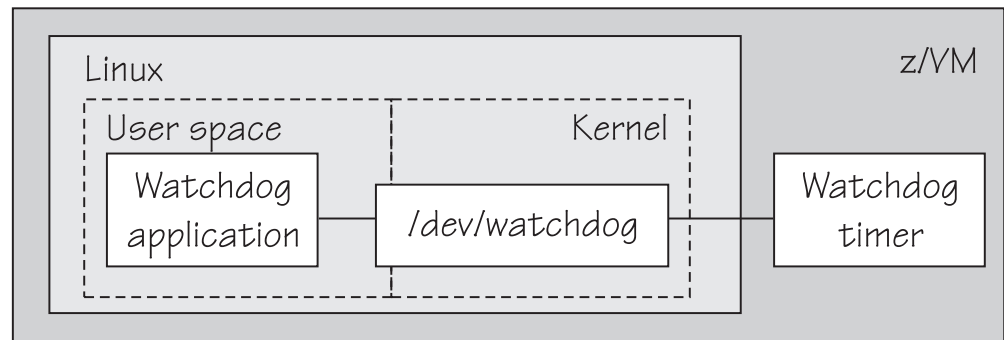 z/VM
Linux
User space
Kernel
Watchdog
application
/dev/watchdog
Watchdog
timer